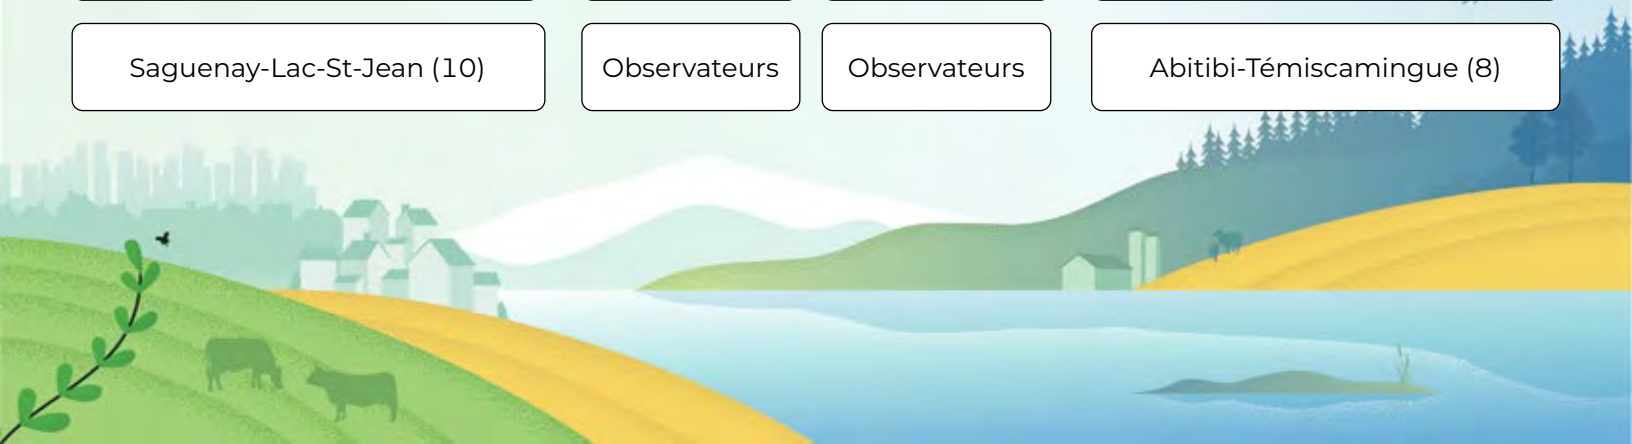 Saguenay-Lac-St-Jean (10)
Observateurs
Observateurs
Abitibi-Témiscamingue (8)